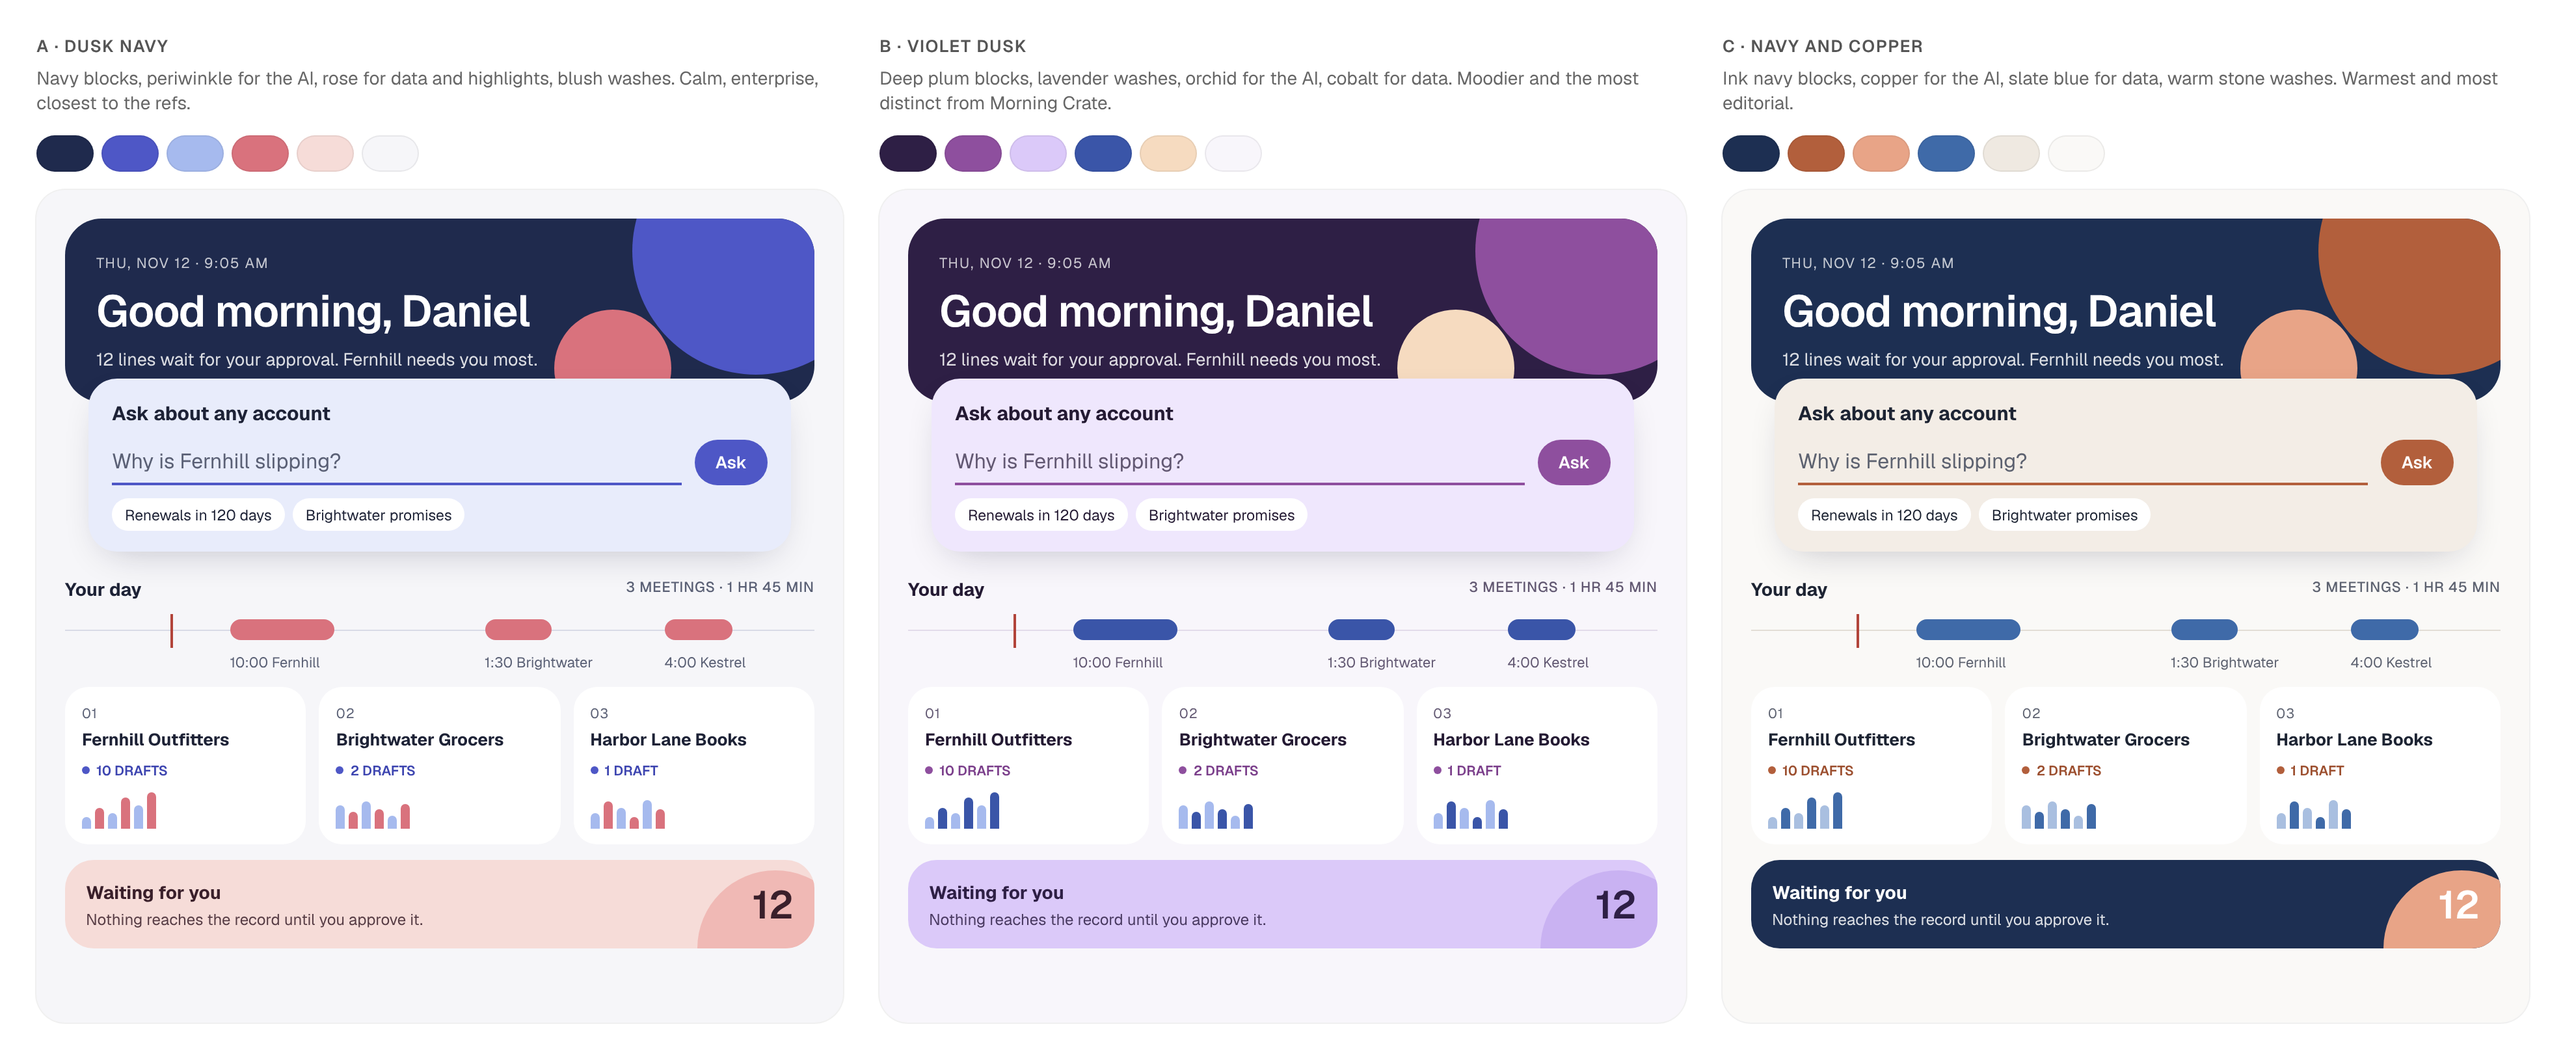 A · DUSK NAVY
Navy blocks, periwinkle for the AI, rose for data and highlights, blush washes. Calm, enterprise,
closest to the refs.
THU, NOV 12 · 9:05 AM
Good morning, Daniel
12 lines wait for your approval. Fernhill needs you most.
Ask about any account
Why is Fernhill slipping?
Ask
Renewals in 120 days
Brightwater promises
Your day
3 MEETINGS · 1 HR 45 MIN
10:00 Fernhill
1:30 Brightwater
4:00 Kestrel
01
Fernhill Outfitters
10 DRAFTS
02
Brightwater Grocers
2 DRAFTS
03
Harbor Lane Books
1 DRAFT
Waiting for you
Nothing reaches the record until you approve it.
12
B · VIOLET DUSK
Deep plum blocks, lavender washes, orchid for the AI, cobalt for data. Moodier and the most
distinct from Morning Crate.
THU, NOV 12 · 9:05 AM
Good morning, Daniel
12 lines wait for your approval. Fernhill needs you most.
Ask about any account
Why is Fernhill slipping?
Ask
Renewals in 120 days
Brightwater promises
Your day
3 MEETINGS · 1 HR 45 MIN
10:00 Fernhill
1:30 Brightwater
4:00 Kestrel
01
Fernhill Outfitters
10 DRAFTS
02
Brightwater Grocers
2 DRAFTS
03
Harbor Lane Books
1 DRAFT
Waiting for you
Nothing reaches the record until you approve it.
12
C · NAVY AND COPPER
Ink navy blocks, copper for the AI, slate blue for data, warm stone washes. Warmest and most
editorial.
THU, NOV 12 · 9:05 AM
Good morning, Daniel
12 lines wait for your approval. Fernhill needs you most.
Ask about any account
Why is Fernhill slipping?
Ask
Renewals in 120 days
Brightwater promises
Your day
3 MEETINGS · 1 HR 45 MIN
10:00 Fernhill
1:30 Brightwater
4:00 Kestrel
01
Fernhill Outfitters
10 DRAFTS
02
Brightwater Grocers
2 DRAFTS
03
Harbor Lane Books
1 DRAFT
Waiting for you
Nothing reaches the record until you approve it.
12